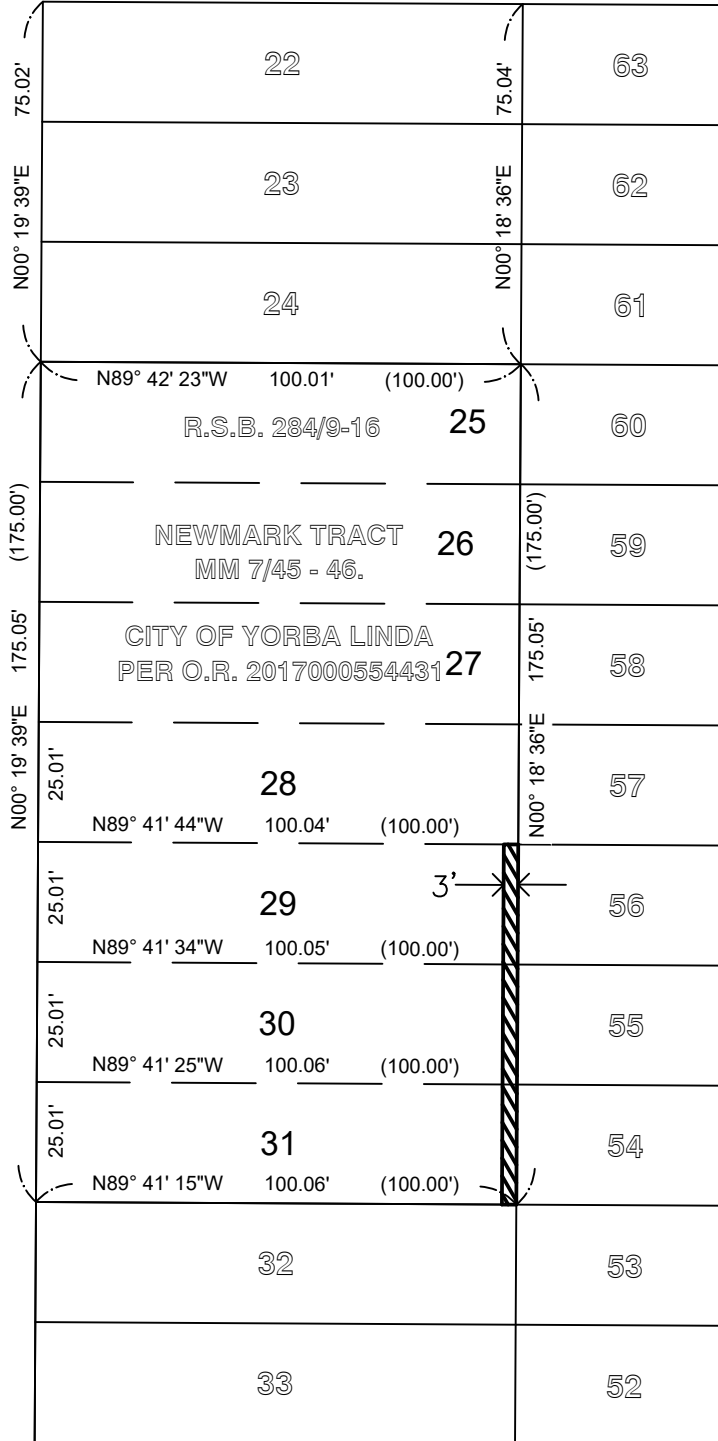 22
63
75.02'
75.04'
N00° 19' 39"E
N00° 18' 36"E
23
62
24
61
N89° 42' 23"W 100.01' (100.00')
R.S.B. 284/9-16
25
60
(175.00')
(175.00')
NEWMARK TRACT
MM 7/45 - 46.
26
59
CITY OF YORBA LINDA
PER O.R. 2017000554431
27
58
175.05'
175.05'
N00° 19' 39"E
N00° 18' 36"E
25.01'
28
57
N89° 41' 44"W 100.04' (100.00')
25.01'
29
3'
56
N89° 41' 34"W 100.05' (100.00')
25.01'
30
55
N89° 41' 25"W 100.06' (100.00')
25.01'
31
54
N89° 41' 15"W 100.06' (100.00')
32
53
33
52